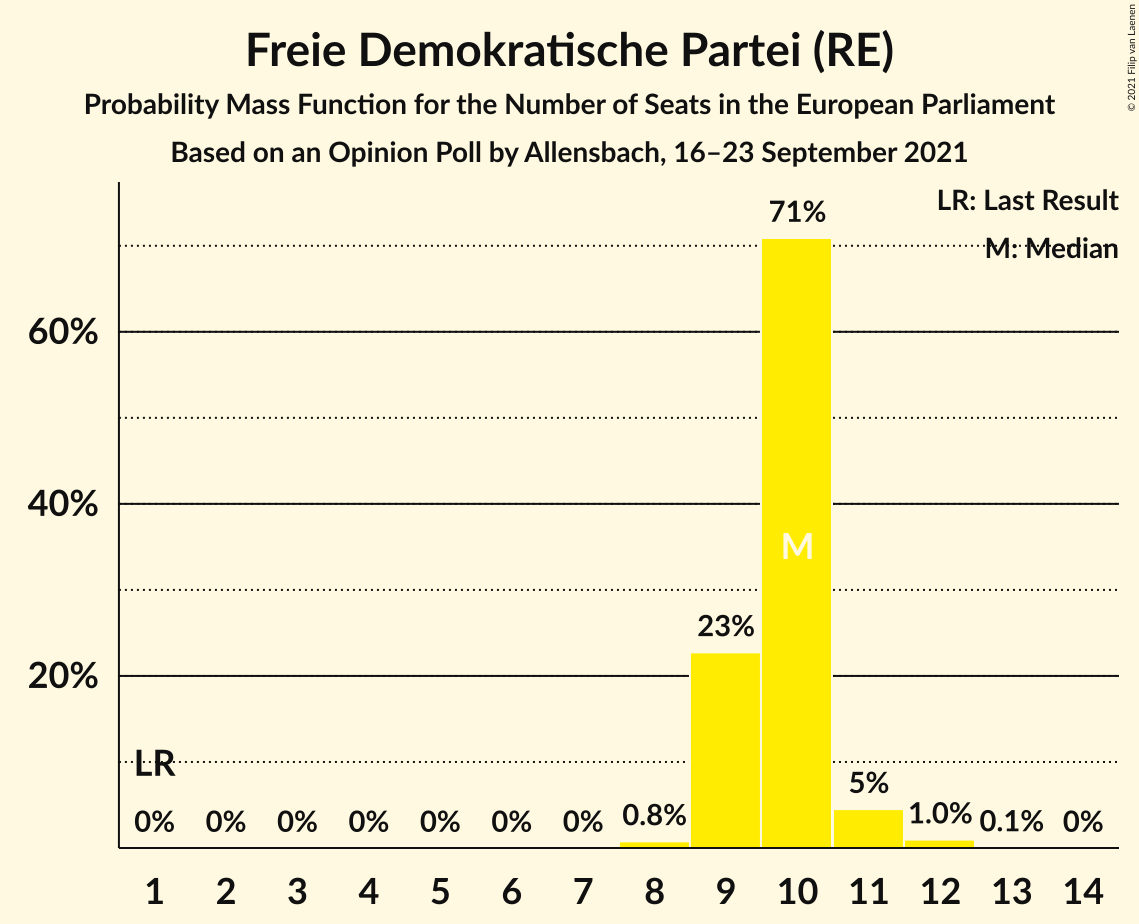 Freie Demokratische Partei (RE)
Probability Mass Function for the Number of Seats in the European Parliament
Based on an Opinion Poll by Allensbach, 16–23 September 2021
© 2021 Filip van Laenen
LR: Last Result
M: Median
71%
60%
40%
M
23%
20%
LR
0% 0% 0% 0% 0% 0% 0% 0.8% 5% 1.0% 0.1% 0%
1 2 3 4 5 6 7 8 9 10 11 12 13 14